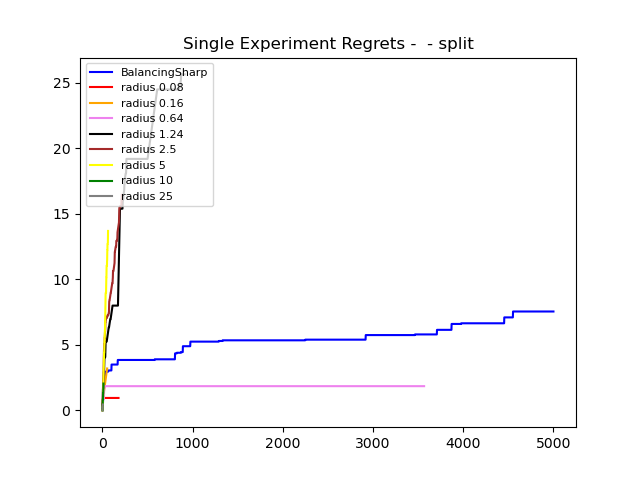 Single Experiment Regrets -  - split
BalancingSharp
radius 0.08
radius 0.16
radius 0.64
radius 1.24
radius 2.5
radius 5
radius 10
radius 25
25
20
15
10
5
0
0 1000 2000 3000 4000 5000